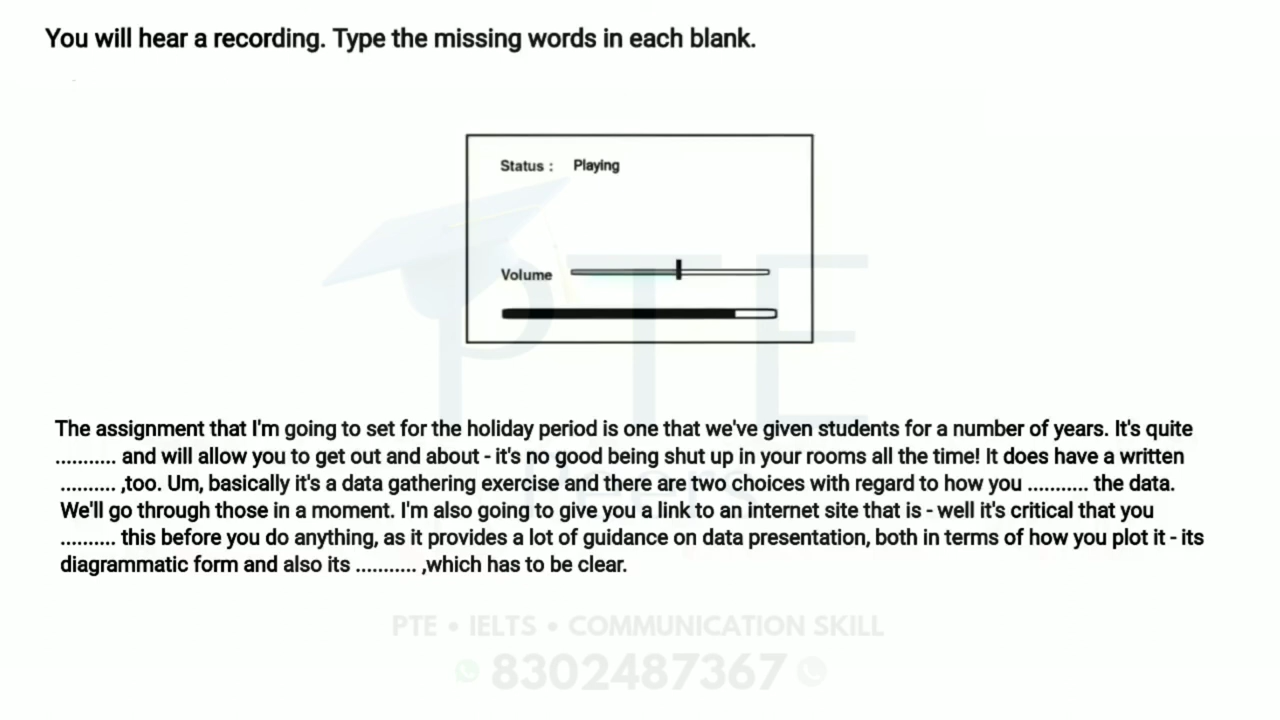 You will hear a recording. Type the missing words in each blank.
Status : Playing
Volume
PTE
Peers
The assignment that I'm going to set for the holiday period is one that we've given students for a number of years. It's quite
........... and will allow you to get out and about - it's no good being shut up in your rooms all the time! It does have a written
.......... ,too. Um, basically it's a data gathering exercise and there are two choices with regard to how you .......... the data.
We'll go through those in a moment. I'm also going to give you a link to an internet site that is - well it's critical that you
.......... this before you do anything, as it provides a lot of guidance on data presentation, both in terms of how you plot it - its
diagrammatic form and also its ........... ,which has to be clear.
PTE • IELTS • COMMUNICATION SKILL
8302487367